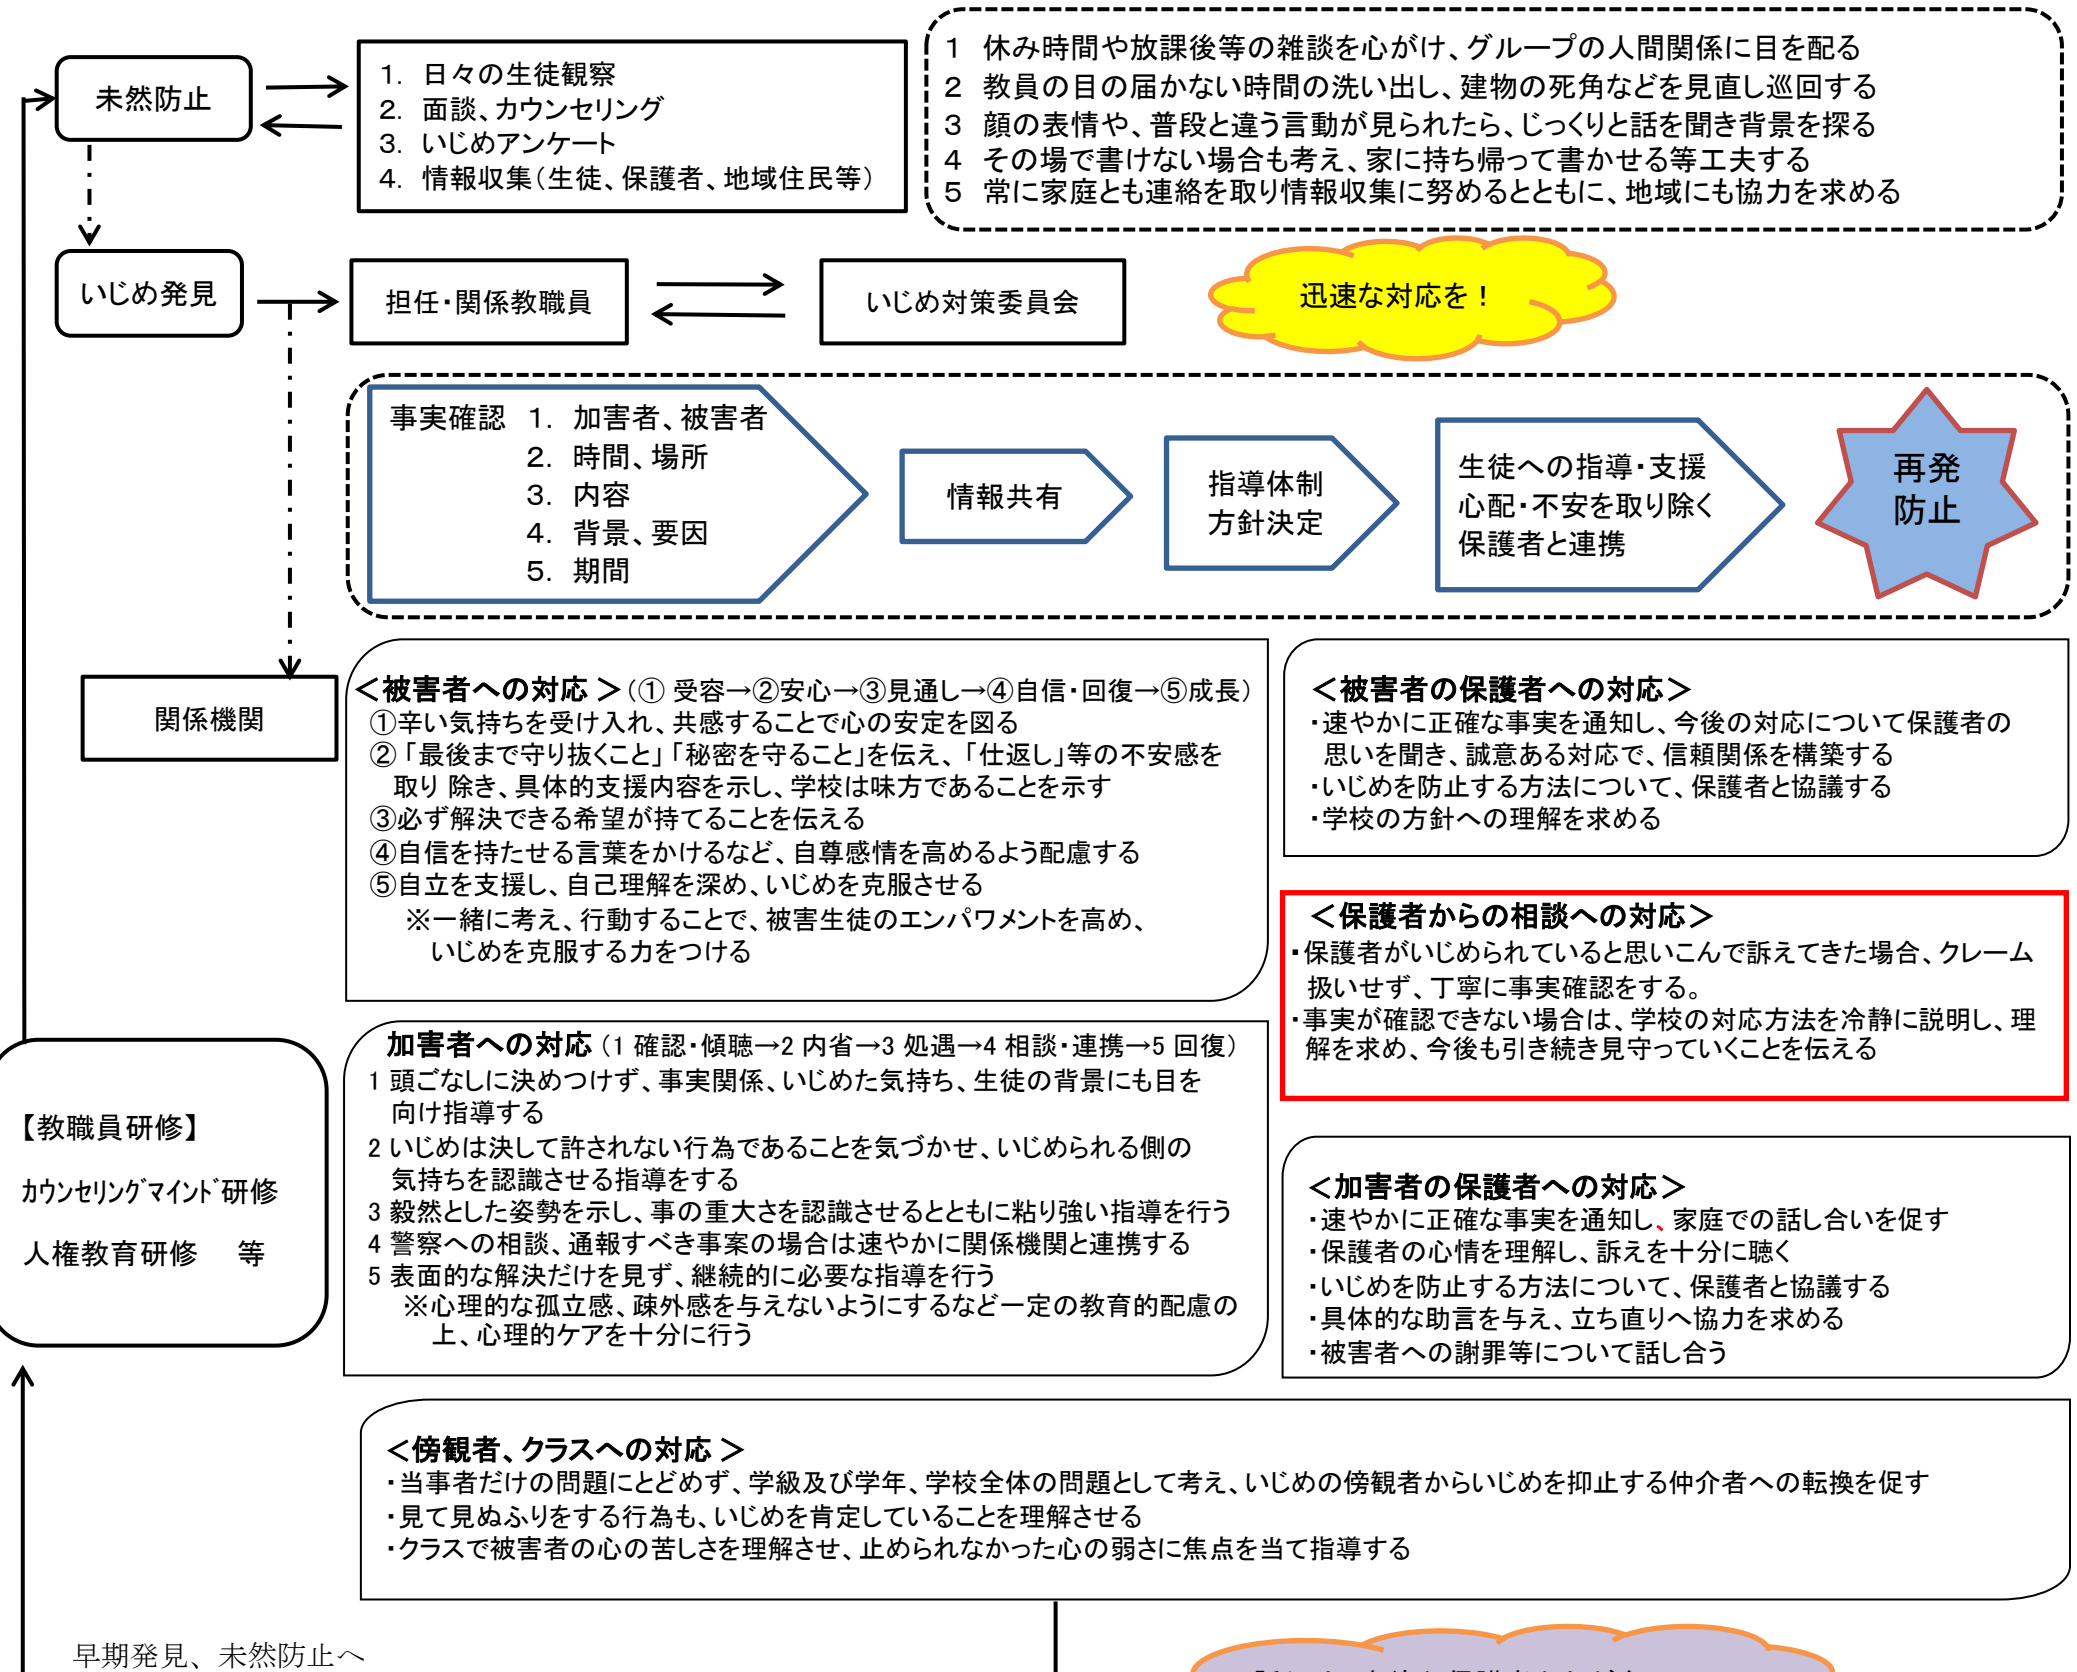 未然防止
1. 日々の生徒観察
2. 面談、カウンセリング
3. いじめアンケート
4. 情報収集(生徒、保護者、地域住民等)
1 休み時間や放課後等の雑談を心がけ、グループの人間関係に目を配る
2 教員の目の届かない時間の洗い出し、建物の死角などを見直し巡回する
3 顔の表情や、普段と違う言動が見られたら、じっくりと話を聞き背景を探る
4 その場で書けない場合も考え、家に持ち帰って書かせる等工夫する
5 常に家庭とも連絡を取り情報収集に努めるとともに、地域にも協力を求める
いじめ発見
担任・関係教職員
いじめ対策委員会
迅速な対応を!
事実確認 1. 加害者、被害者
2. 時間、場所
3. 内容
4. 背景、要因
5. 期間
情報共有
指導体制
方針決定
生徒への指導・支援
心配・不安を取り除く
保護者と連携
再発
防止
関係機関
<被害者への対応 >(① 受容→②安心→③見通し→④自信・回復→⑤成長)
①辛い気持ちを受け入れ、共感することで心の安定を図る
②「最後まで守り抜くこと」「秘密を守ること」を伝え、「仕返し」等の不安感を
取り 除き、具体的支援内容を示し、学校は味方であることを示す
③必ず解決できる希望が持てることを伝える
④自信を持たせる言葉をかけるなど、自尊感情を高めるよう配慮する
⑤自立を支援し、自己理解を深め、いじめを克服させる
※一緒に考え、行動することで、被害生徒のエンパワメントを高め、
いじめを克服する力をつける
<被害者の保護者への対応>
・速やかに正確な事実を通知し、今後の対応について保護者の
思いを聞き、誠意ある対応で、信頼関係を構築する
・いじめを防止する方法について、保護者と協議する
・学校の方針への理解を求める
<保護者からの相談への対応>
・保護者がいじめられていると思いこんで訴えてきた場合、クレーム
扱いせず、丁寧に事実確認をする。
・事実が確認できない場合は、学校の対応方法を冷静に説明し、理
解を求め、今後も引き続き見守っていくことを伝える
加害者への対応 (1 確認・傾聴→2 内省→3 処遇→4 相談・連携→5 回復)
1 頭ごなしに決めつけず、事実関係、いじめた気持ち、生徒の背景にも目を
向け指導する
2 いじめは決して許されない行為であることを気づかせ、いじめられる側の
気持ちを認識させる指導をする
3 毅然とした姿勢を示し、事の重大さを認識させるとともに粘り強い指導を行う
4 警察への相談、通報すべき事案の場合は速やかに関係機関と連携する
5 表面的な解決だけを見ず、継続的に必要な指導を行う
※心理的な孤立感、疎外感を与えないようにするなど一定の教育的配慮の
上、心理的ケアを十分に行う
【教職員研修】
カウンセリングマインド研修
人権教育研修 等
<加害者の保護者への対応>
・速やかに正確な事実を通知し、家庭での話し合いを促す
・保護者の心情を理解し、訴えを十分に聴く
・いじめを防止する方法について、保護者と協議する
・具体的な助言を与え、立ち直りへ協力を求める
・被害者への謝罪等について話し合う
<傍観者、クラスへの対応 >
・当事者だけの問題にとどめず、学級及び学年、学校全体の問題として考え、いじめの傍観者からいじめを抑止する仲介者への転換を促す
・見て見ぬふりをする行為も、いじめを肯定していることを理解させる
・クラスで被害者の心の苦しさを理解させ、止められなかった心の弱さに焦点を当て指導する
早期発見、未然防止へ